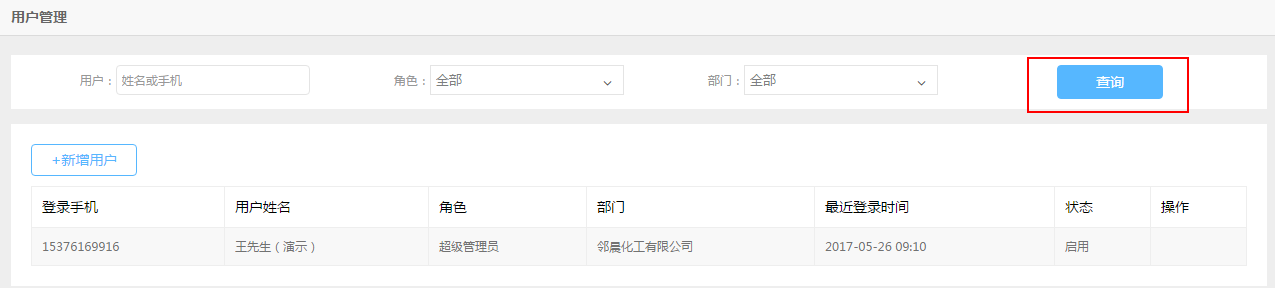 用户管理
用户： 姓名或手机 角色： 全部 部门： 全部 查询
+新增用户
登录手机 用户姓名 角色 部门 最近登录时间 状态 操作
15376169916 王先生（演示） 超级管理员 邻晨化工有限公司 2017-05-26 09:10 启用